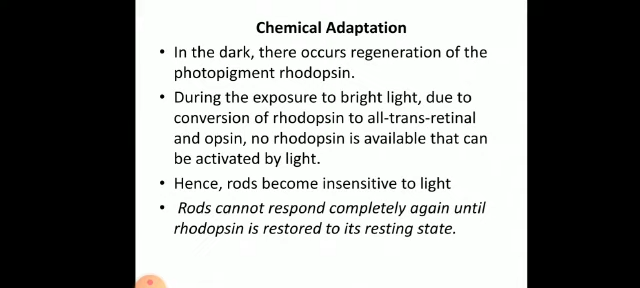 Chemical Adaptation
• In the dark, there occurs regeneration of the
photopigment rhodopsin.
• During the exposure to bright light, due to
conversion of rhodopsin to all-trans-retinal
and opsin, no rhodopsin is available that can
be activated by light.
• Hence, rods become insensitive to light
• Rods cannot respond completely again until
rhodopsin is restored to its resting state.